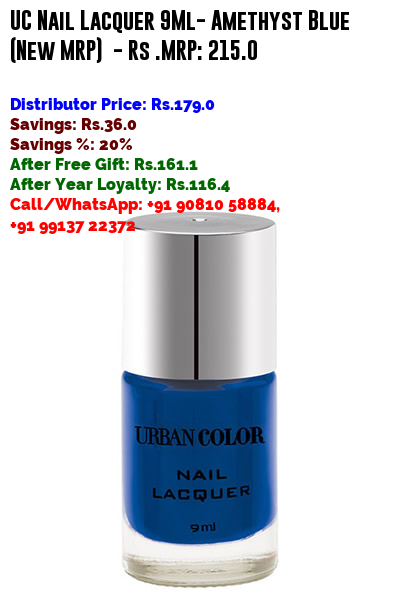 UC Nail Lacquer 9Ml- Amethyst Blue
(New MRP) - Rs .MRP: 215.0
Distributor Price: Rs.179.0
Savings: Rs.36.0
Savings %: 20%
After Free Gift: Rs.161.1
After Year Loyalty: Rs.116.4
Call/WhatsApp: +91 90810 58884,
+91 99137 22372
URBAN COLOR
NAIL
LACQUER
9 ml